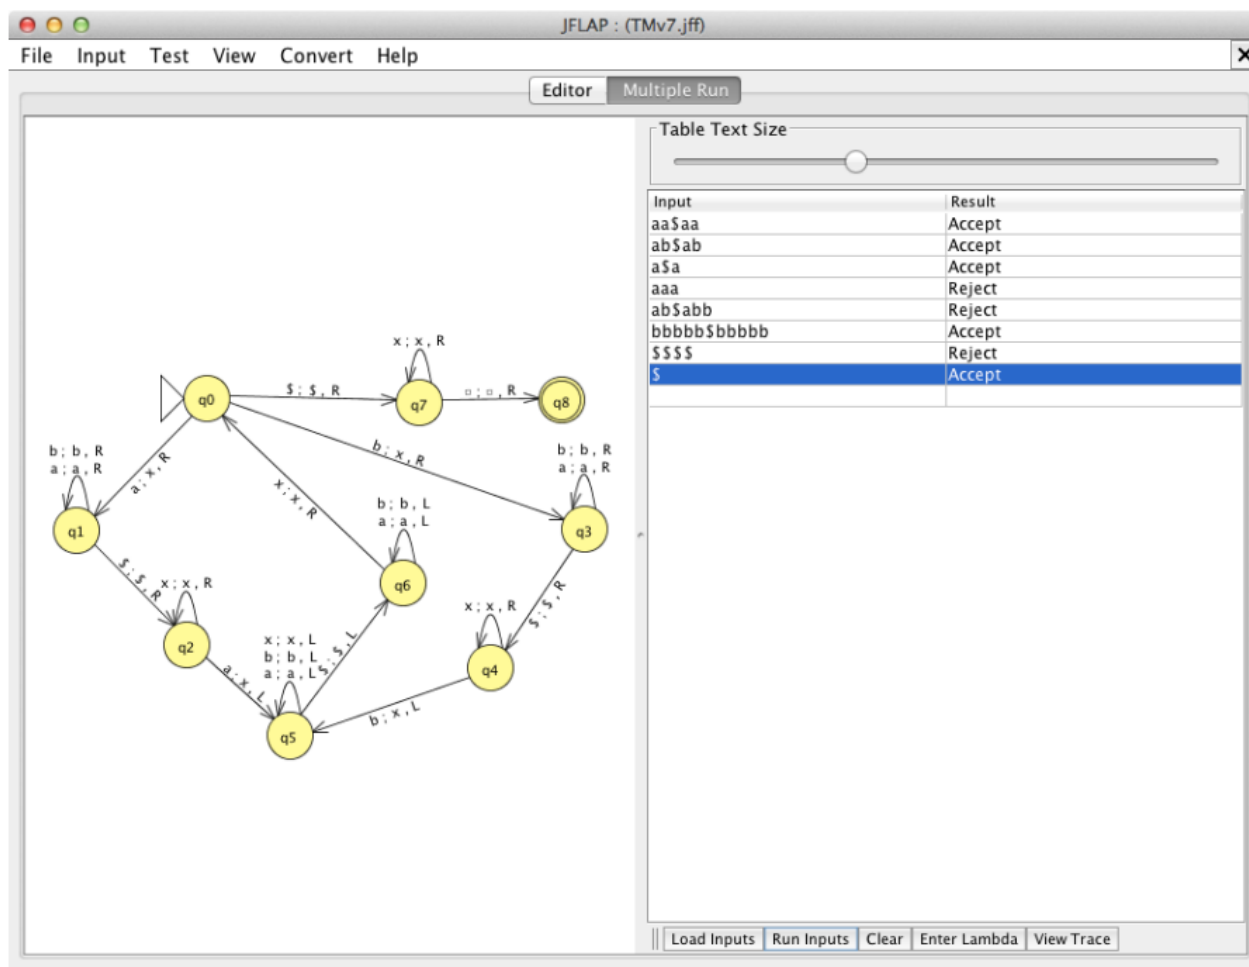 JFLAP : (TMv7.jff)
File Input Test View Convert Help
Editor Multiple Run
Table Text Size
Input Result
aa$aa Accept
ab$ab Accept
a$a Accept
aaa Reject
ab$abb Reject
bbbbb$bbbbb Accept
$$$$ Reject
$ Accept
x ; x , R
$ ; $ , R
□ ; □ , R
q0
q7
q8
b ; b , R
a ; a , R
a ; x , R
b ; x , R
b ; b , R
a ; a , R
x ; x , R
b ; b , L
a ; a , L
q1
q3
q6
$ ; $ , R
x ; x , R
x ; x , R
$ ; $ , R
q2
q4
x ; x , L
b ; b , L
a ; a , L
$ ; $ , L
a ; x , L
b ; x , L
q5
Load Inputs Run Inputs Clear Enter Lambda View Trace